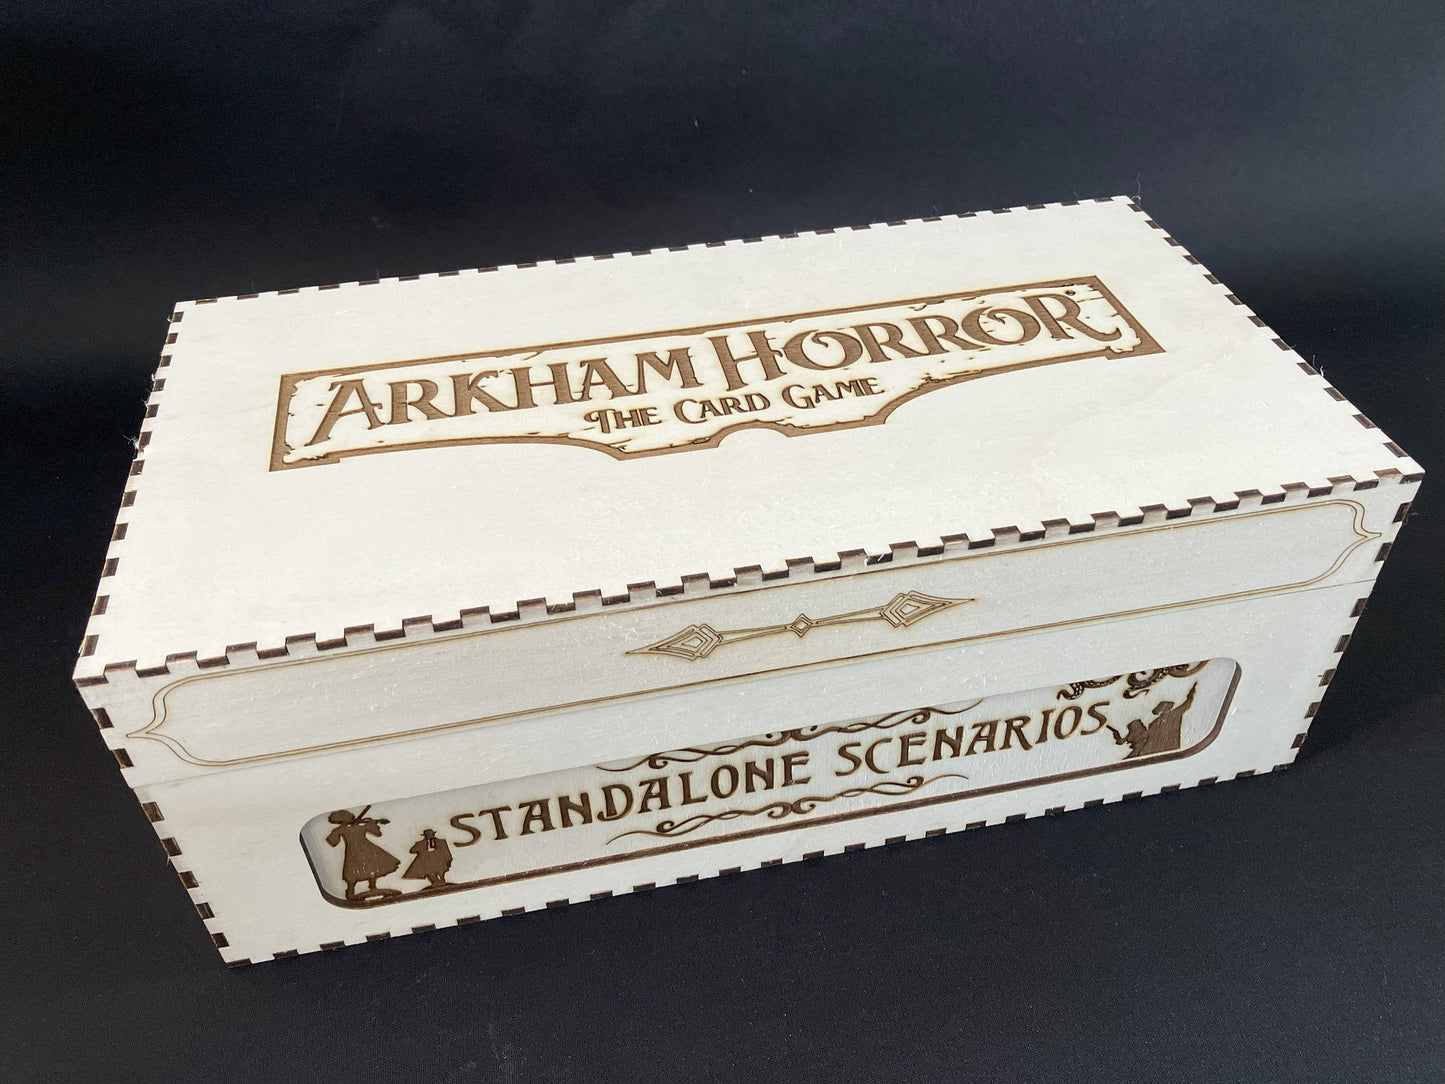 ARKHAM HORROR®
THE CARD GAME
STANDALONE SCENARIOS